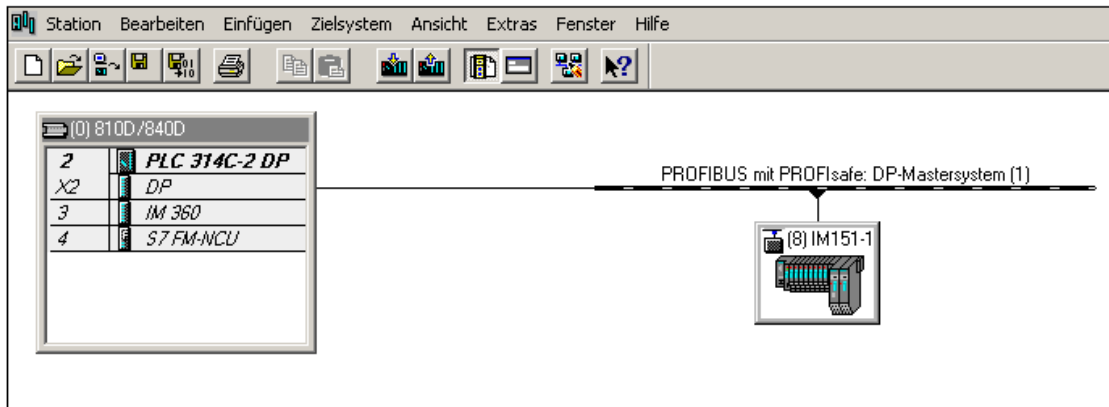 Station Bearbeiten Einfügen Zielsystem Ansicht Extras Fenster Hilfe
(0) 810D/840D
2 PLC 314C-2 DP
X2 DP
3 IM 360
4 S7 FM-NCU
PROFIBUS mit PROFIsafe: DP-Mastersystem (1)
(8) IM151-1